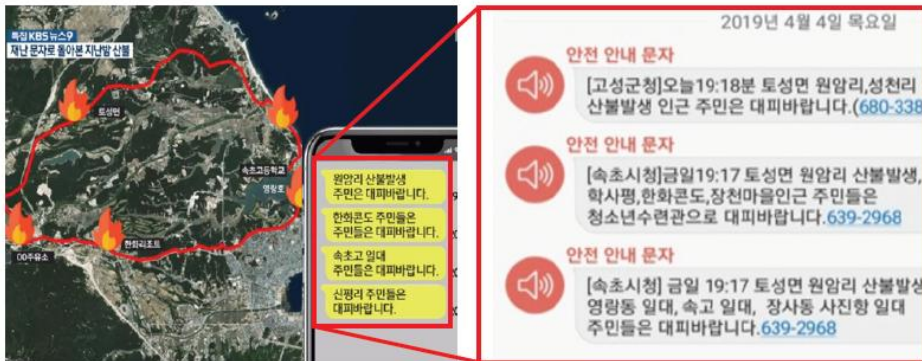 특집 KBS 뉴스9
재난 문자로 돌아본 지난밤 산불
토성면
속초고등학교
영랑호
한화리조트
OO주유소
원암리 산불발생
주민은 대피바랍니다.
한화콘도 주민들은
주민들은 대피바랍니다.
속초고 일대
주민들은 대피바랍니다.
신평리 주민들은
대피바랍니다.
2019년 4월 4일 목요일
안전 안내 문자
[고성군청]오늘19:18분 토성면 원암리,성천리
산불발생 인근 주민은 대피바랍니다.(680-338
안전 안내 문자
[속초시청]금일19:17 토성면 원암리 산불발생,
학사평,한화콘도,장천마을인근 주민들은
청소년수련관으로 대피바랍니다.639-2968
안전 안내 문자
[속초시청] 금일 19:17 토성면 원암리 산불발생
영랑동 일대, 속고 일대, 장사동 사진항 일대
주민들은 대피바랍니다.639-2968